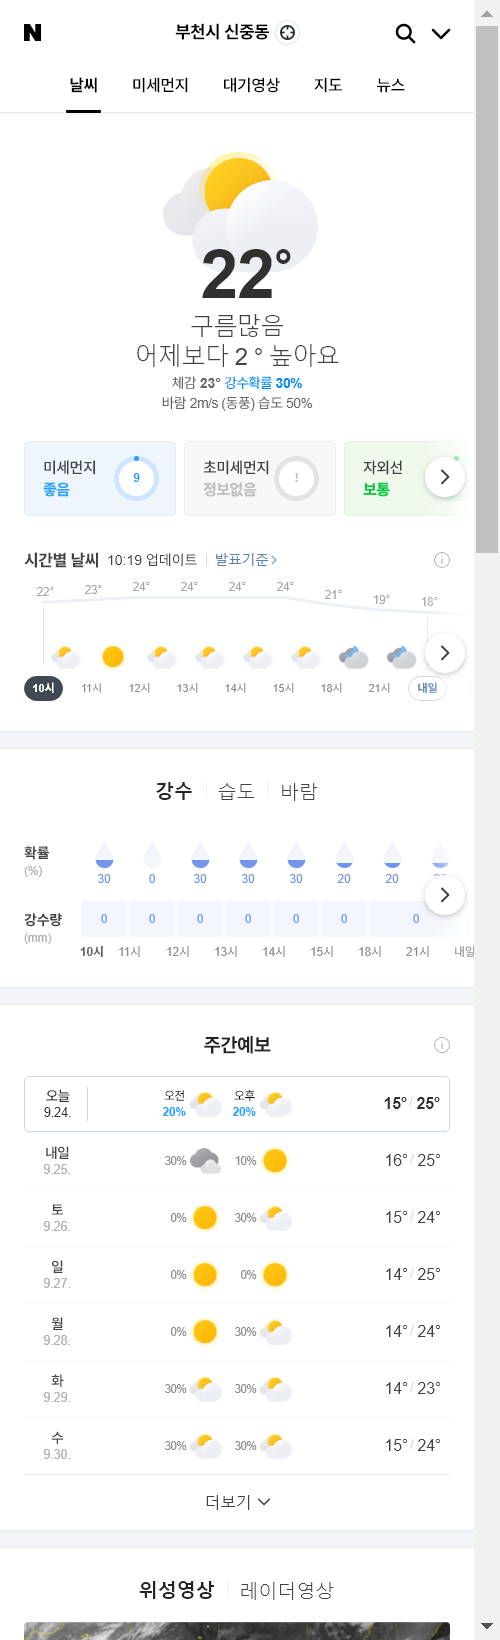 N 부천시 신중동
날씨 미세먼지 대기영상 지도 뉴스
22°
구름많음
어제보다 2 ° 높아요
체감 23° 강수확률 30%
바람 2m/s (동풍) 습도 50%
미세먼지 좋음 9
초미세먼지 정보없음 !
자외선 보통
시간별 날씨 10:19 업데이트 발표기준
22° 23° 24° 24° 24° 24° 21° 19° 18°
10시 11시 12시 13시 14시 15시 18시 21시 내일
강수 습도 바람
확률 (%)
30 0 30 30 30 20 20
강수량 (mm)
0 0 0 0 0 0 0
10시 11시 12시 13시 14시 15시 18시 21시 내일
주간예보
오늘 9.24. 오전 20% 오후 20% 15° / 25°
내일 9.25. 30% 10% 16° / 25°
토 9.26. 0% 30% 15° / 24°
일 9.27. 0% 0% 14° / 25°
월 9.28. 0% 30% 14° / 24°
화 9.29. 30% 30% 14° / 23°
수 9.30. 30% 30% 15° / 24°
더보기
위성영상 레이더영상